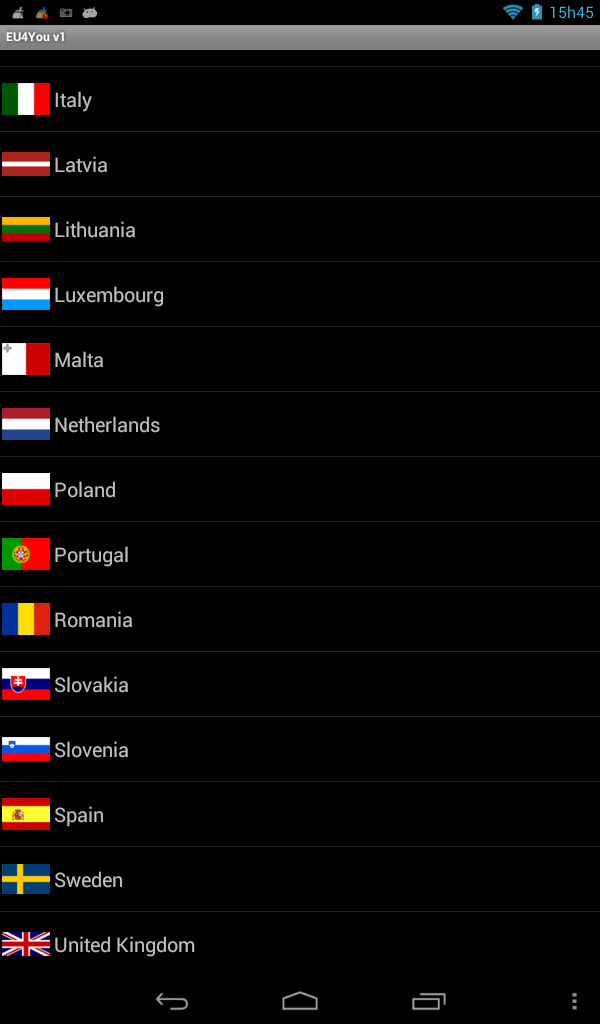 15h45
EU4You v1
Italy
Latvia
Lithuania
Luxembourg
Malta
Netherlands
Poland
Portugal
Romania
Slovakia
Slovenia
Spain
Sweden
United Kingdom